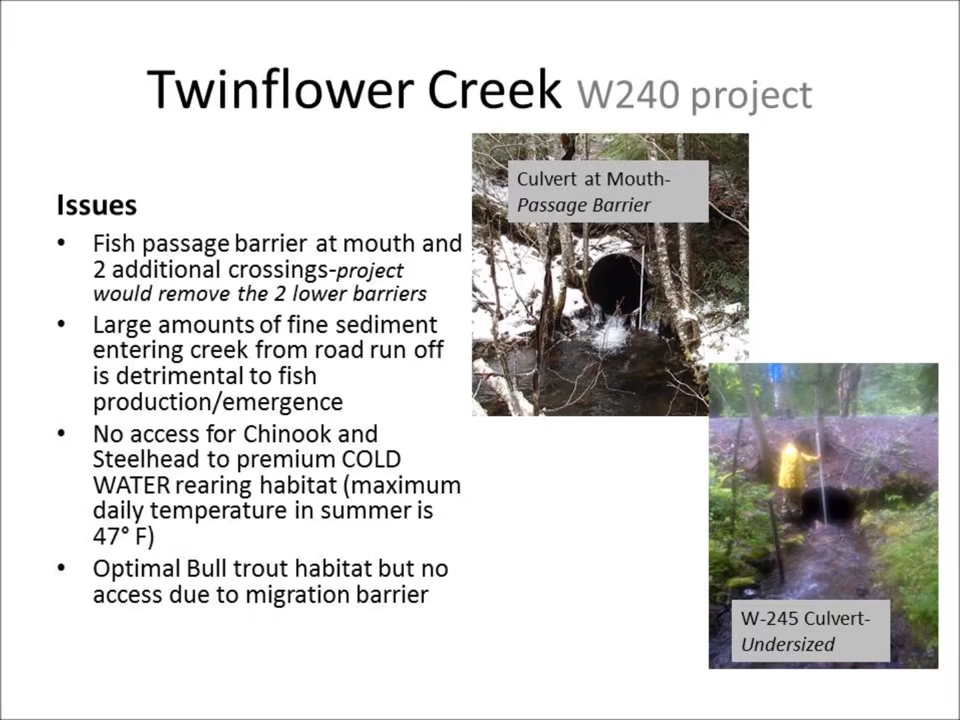 Twinflower Creek W240 project
Issues
• Fish passage barrier at mouth and
2 additional crossings-project
would remove the 2 lower barriers
• Large amounts of fine sediment
entering creek from road run off
is detrimental to fish
production/emergence
• No access for Chinook and
Steelhead to premium COLD
WATER rearing habitat (maximum
daily temperature in summer is
47° F)
• Optimal Bull trout habitat but no
access due to migration barrier
Culvert at Mouth-
Passage Barrier
W-245 Culvert-
Undersized